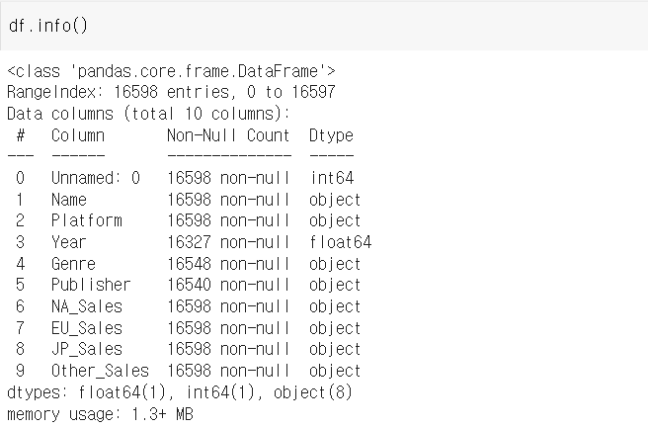 df.info()
<class 'pandas.core.frame.DataFrame'>
RangeIndex: 16598 entries, 0 to 16597
Data columns (total 10 columns):
 #   Column       Non-Null Count  Dtype
---  ------       --------------  -----
 0   Unnamed: 0   16598 non-null  int64
 1   Name         16598 non-null  object
 2   Platform     16598 non-null  object
 3   Year         16327 non-null  float64
 4   Genre        16548 non-null  object
 5   Publisher    16540 non-null  object
 6   NA_Sales     16598 non-null  object
 7   EU_Sales     16598 non-null  object
 8   JP_Sales     16598 non-null  object
 9   Other_Sales  16598 non-null  object
dtypes: float64(1), int64(1), object(8)
memory usage: 1.3+ MB